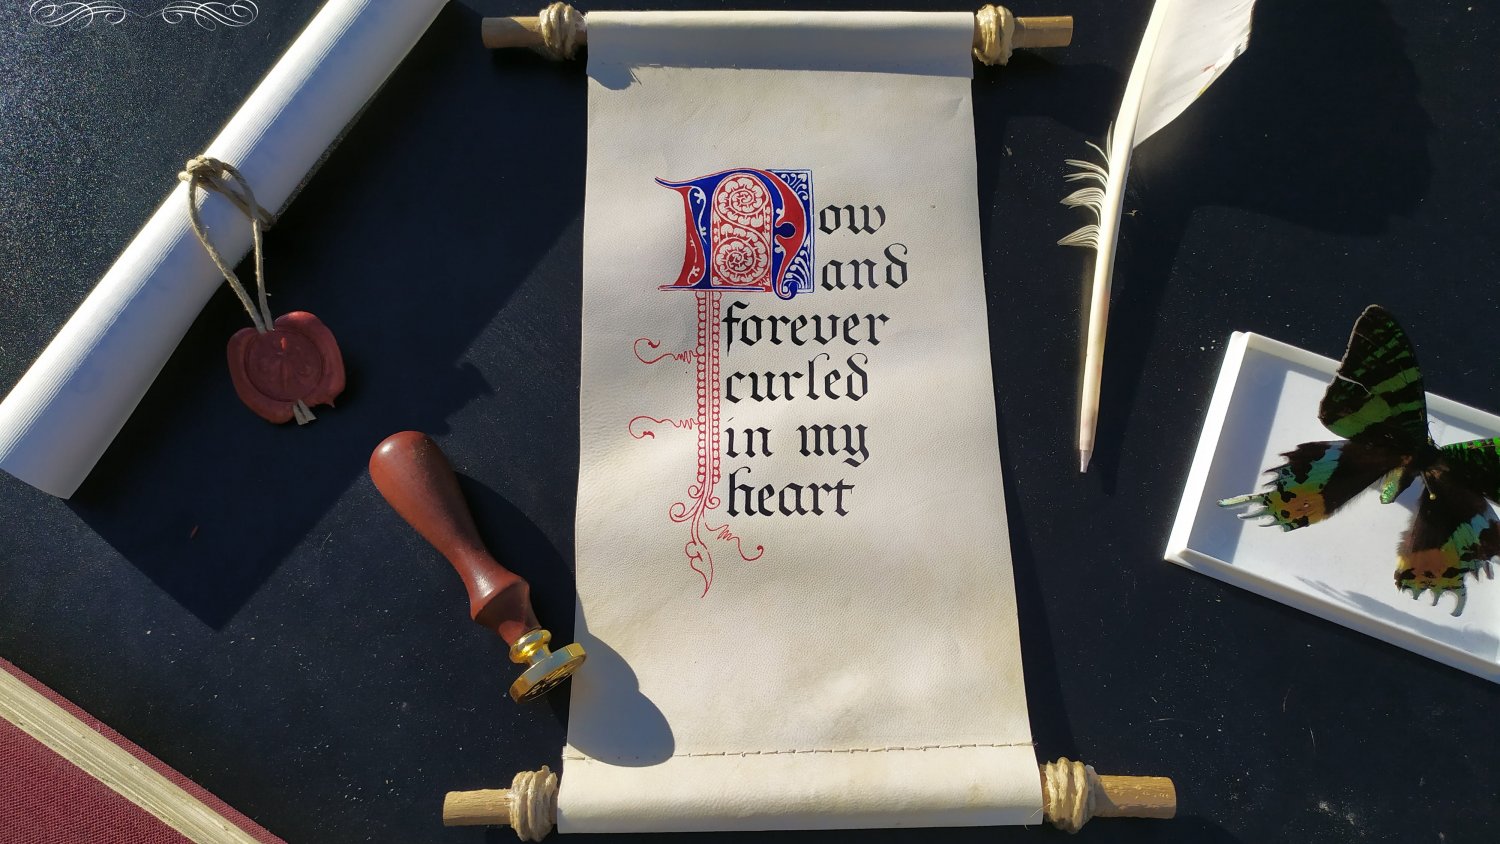 Now
and
forever
curled
in my
heart